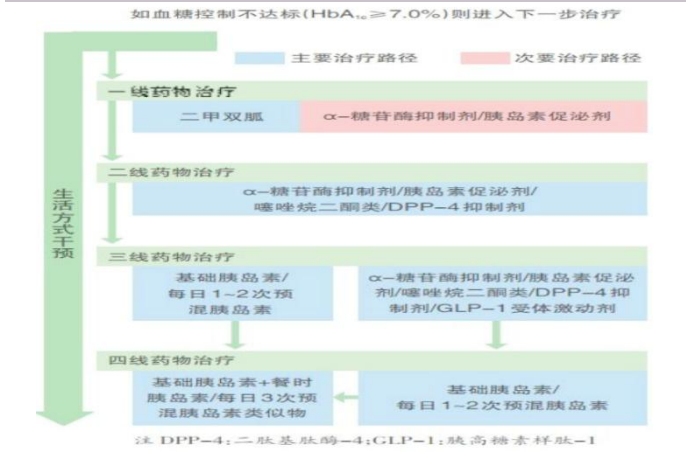 如血糖控制不达标(HbA₁c≥7.0%)则进入下一步治疗
主要治疗路径
次要治疗路径
一线药物治疗
二甲双胍
α-糖苷酶抑制剂/胰岛素促泌剂
二线药物治疗
α-糖苷酶抑制剂/胰岛素促泌剂/
噻唑烷二酮类/DPP-4抑制剂
生活方式干预
三线药物治疗
基础胰岛素/
每日1~2次预
混胰岛素
α-糖苷酶抑制剂/胰岛素促泌
剂/噻唑烷二酮类/DPP-4抑
制剂/GLP-1受体激动剂
四线药物治疗
基础胰岛素+餐时
胰岛素/每日3次预
混胰岛素类似物
基础胰岛素/
每日1~2次预混胰岛素
注 DPP-4:二肽基肽酶-4;GLP-1:胰高糖素样肽-1